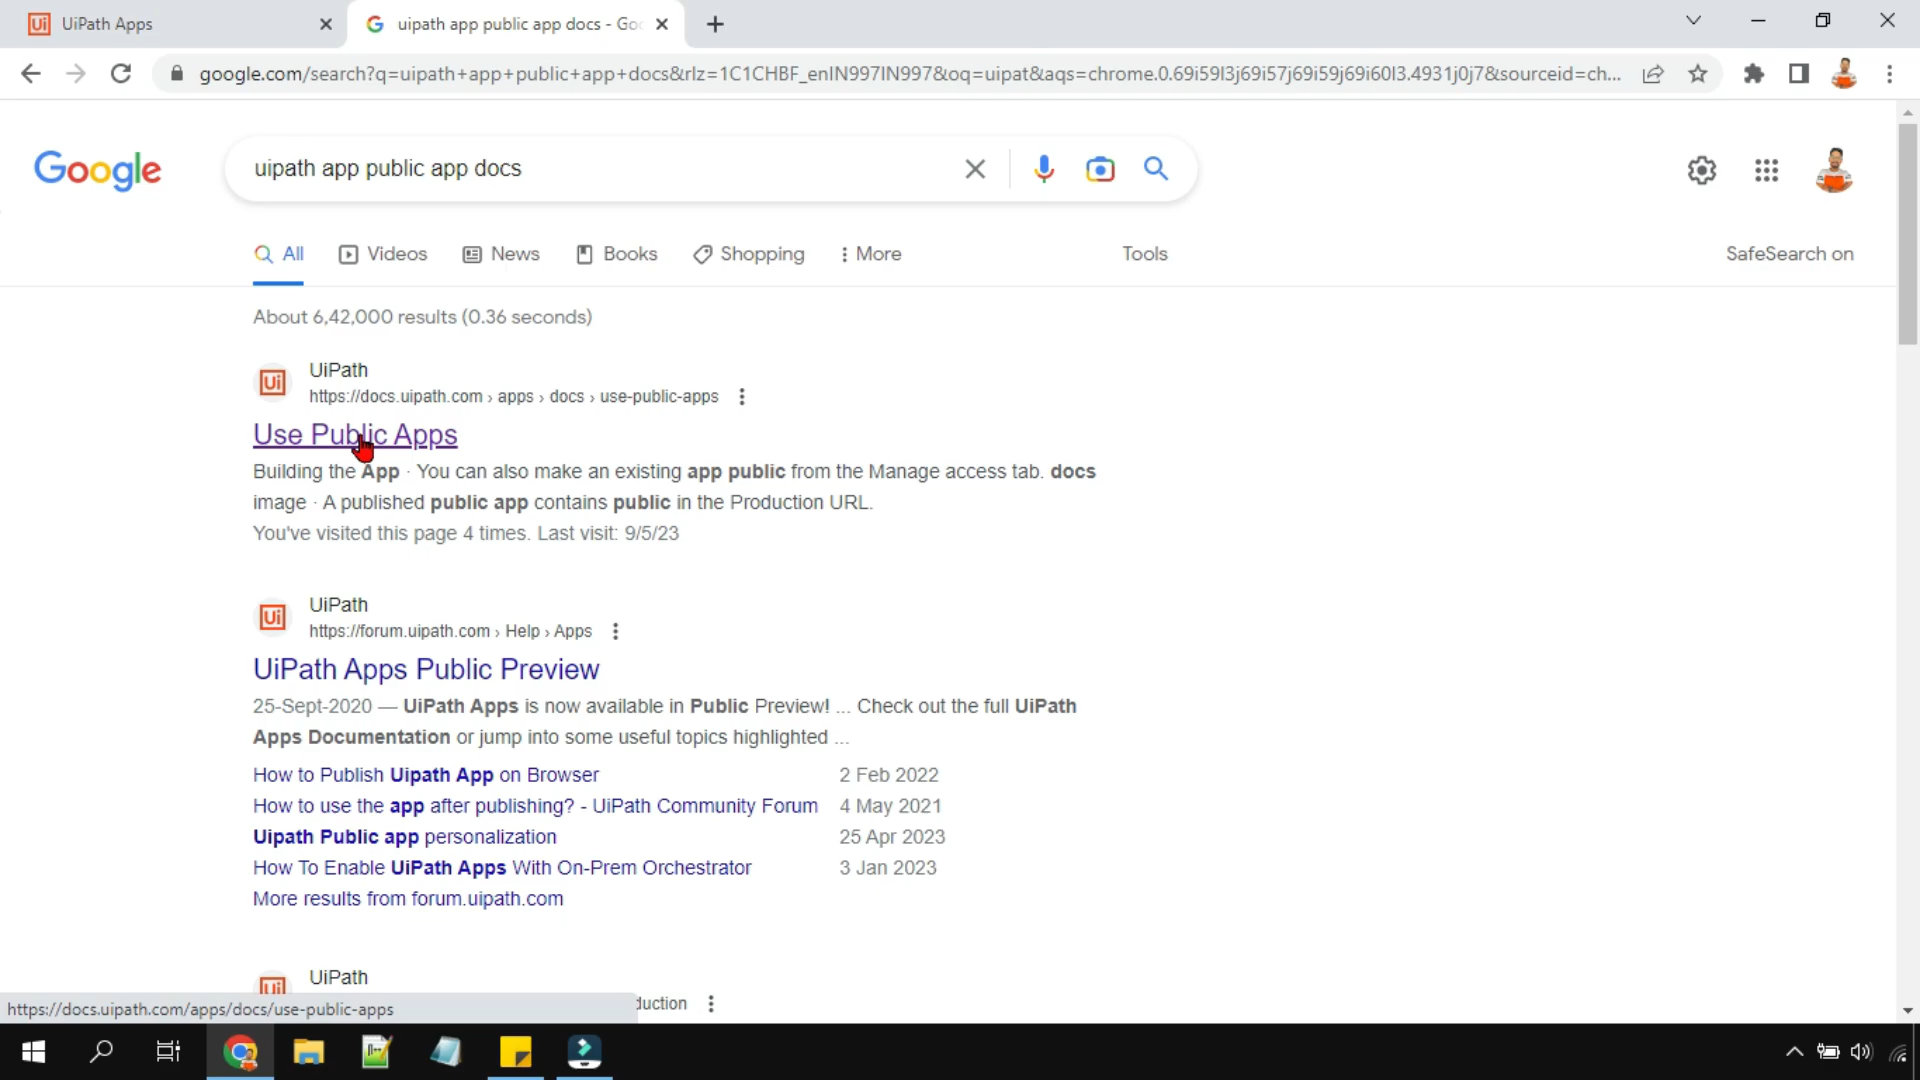 UiPath Apps
uipath app public app docs - Goo
google.com/search?q=uipath+app+public+app+docs&rlz=1C1CHBF_enIN997IN997&oq=uipat&aqs=chrome.0.69i59l3j69i57j69i59j69i60l3.4931j0j7&sourceid=ch...
Google
uipath app public app docs
All
Videos
News
Books
Shopping
More
Tools
SafeSearch on
About 6,42,000 results (0.36 seconds)
UiPath
https://docs.uipath.com › apps › docs › use-public-apps
Use Public Apps
Building the App · You can also make an existing app public from the Manage access tab. docs
image · A published public app contains public in the Production URL.
You've visited this page 4 times. Last visit: 9/5/23
UiPath
https://forum.uipath.com › Help › Apps
UiPath Apps Public Preview
25-Sept-2020 — UiPath Apps is now available in Public Preview! ... Check out the full UiPath
Apps Documentation or jump into some useful topics highlighted ...
How to Publish Uipath App on Browser 2 Feb 2022
How to use the app after publishing? - UiPath Community Forum 4 May 2021
Uipath Public app personalization 25 Apr 2023
How To Enable UiPath Apps With On-Prem Orchestrator 3 Jan 2023
More results from forum.uipath.com
UiPath
duction
https://docs.uipath.com/apps/docs/use-public-apps